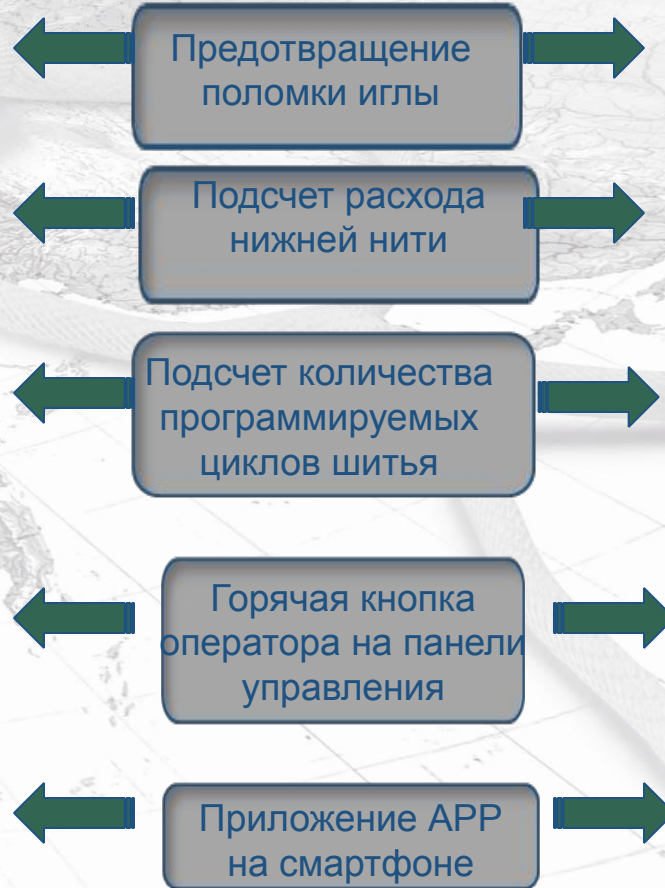 Предотвращение
поломки иглы
Подсчет расхода
нижней нити
Подсчет количества
программируемых
циклов шитья
Горячая кнопка
оператора на панели
управления
Приложение APP
на смартфоне